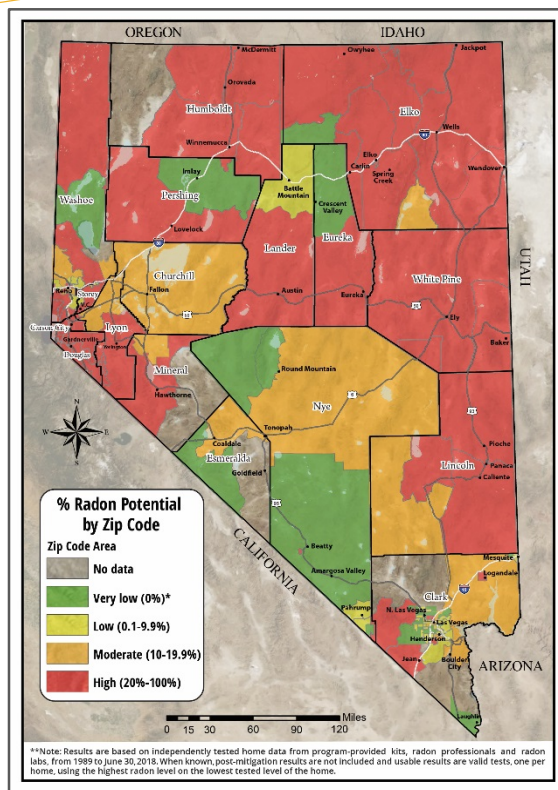 OREGON
IDAHO
McDermitt
Owyhee
Jackpot
Orovada
Humboldt
Elko
Winnemucca
Wells
Elko
Carlin
Spring
Creek
Wendover
Imlay
Pershing
Battle
Mountain
Crescent
Valley
Washoe
Lovelock
Lander
Eureka
UTAH
Churchill
White Pine
Reno
Storey
V.C.
Fallon
Austin
Eureka
Ely
Carson City
Lyon
Baker
Gardnerville
Yerington
Douglas
Mineral
Round Mountain
Hawthorne
Nye
N
W
E
S
Tonopah
Coaldale
Esmeralda
Goldfield
Lincoln
Pioche
Panaca
Caliente
CALIFORNIA
Beatty
Amargosa Valley
Mesquite
Logandale
Pahrump
Clark
N. Las Vegas
Las Vegas
Henderson
Jean
Boulder
City
ARIZONA
Laughlin
% Radon Potential
by Zip Code
Zip Code Area
No data
Very low (0%)*
Low (0.1-9.9%)
Moderate (10-19.9%)
High (20%-100%)
Miles
0 15 30 60 90 120
**Note: Results are based on independently tested home data from program-provided kits, radon professionals and radon
labs, from 1989 to June 30, 2018. When known, post-mitigation results are not included and usable results are valid tests, one per
home, using the highest radon level on the lowest tested level of the home.